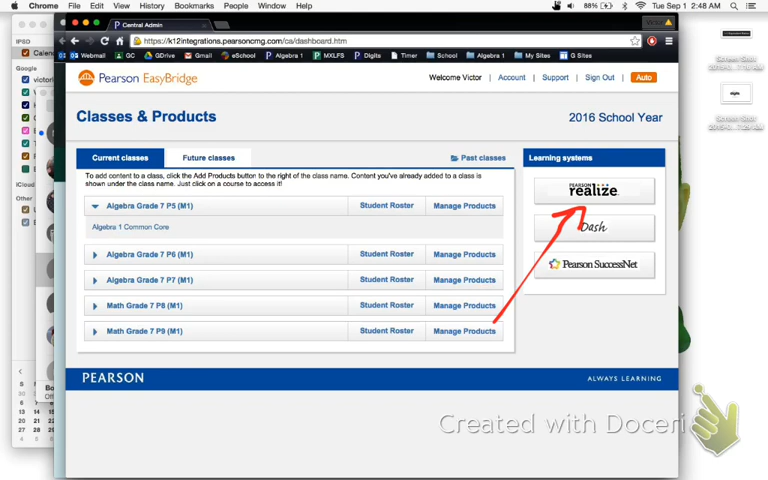 Chrome File Edit View History Bookmarks People Window Help
88% Tue Sep 1 2:48 AM
Central Admin
Victor
https://k12integrations.pearsoncmg.com/ca/dashboard.htm
Webmail GC GDrive Gmail eSchool Algebra 1 MXLFS Digits Timer School Algebra 1 My Sites G Sites
Pearson EasyBridge
Welcome Victor Account Support Sign Out Auto
Classes & Products
2016 School Year
Current classes
Future classes
Past classes
To add content to a class, click the Add Products button to the right of the class name. Content you've already added to a class is
shown under the class name. Just click on a course to access it!
Algebra Grade 7 P5 (M1) Student Roster Manage Products
Algebra 1 Common Core
Algebra Grade 7 P6 (M1) Student Roster Manage Products
Algebra Grade 7 P7 (M1) Student Roster Manage Products
Math Grade 7 P8 (M1) Student Roster Manage Products
Math Grade 7 P9 (M1) Student Roster Manage Products
Learning systems
PEARSON
realize
Dash
Pearson SuccessNet
PEARSON
ALWAYS LEARNING
Created with Doceri
IPSD
Google
iCloud
Other